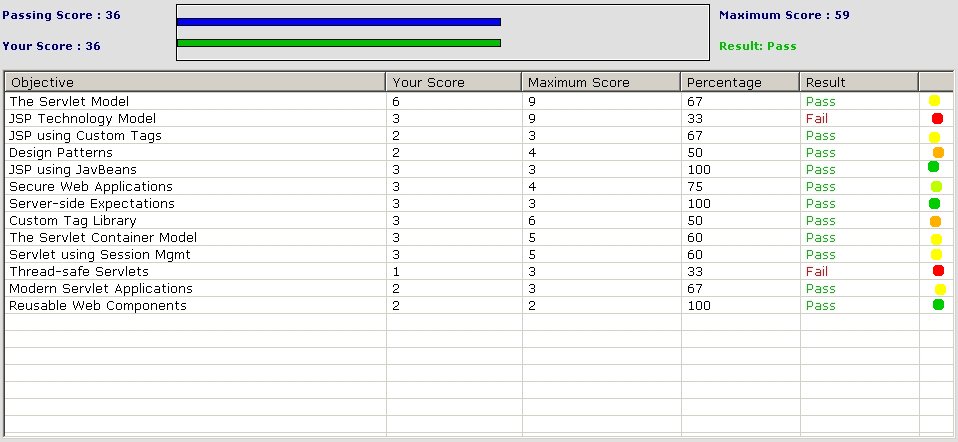 Passing Score : 36
Maximum Score : 59
Your Score : 36
Result: Pass
Objective Your Score Maximum Score Percentage Result
The Servlet Model 6 9 67 Pass
JSP Technology Model 3 9 33 Fail
JSP using Custom Tags 2 3 67 Pass
Design Patterns 2 4 50 Pass
JSP using JavBeans 3 3 100 Pass
Secure Web Applications 3 4 75 Pass
Server-side Expectations 3 3 100 Pass
Custom Tag Library 3 6 50 Pass
The Servlet Container Model 3 5 60 Pass
Servlet using Session Mgmt 3 5 60 Pass
Thread-safe Servlets 1 3 33 Fail
Modern Servlet Applications 2 3 67 Pass
Reusable Web Components 2 2 100 Pass